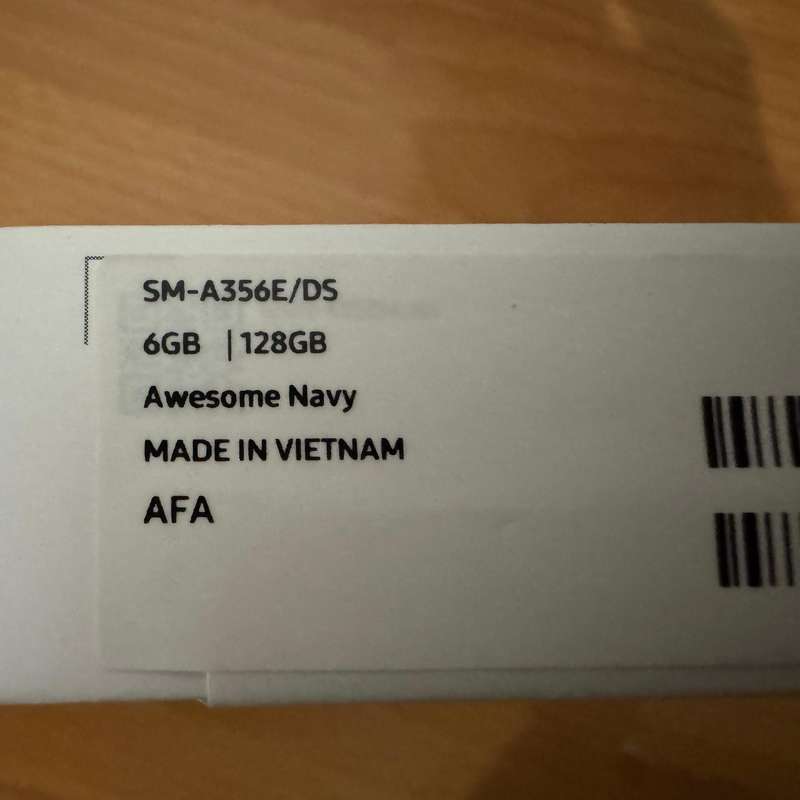 SM-A356E/DS
6GB | 128GB
Awesome Navy
MADE IN VIETNAM
AFA